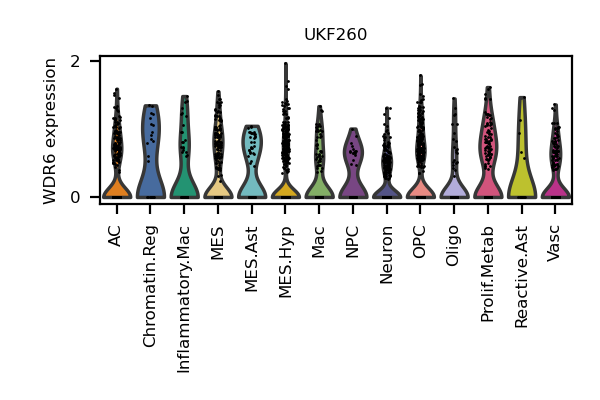 UKF260
WDR6 expression
2
0
AC
Chromatin.Reg
Inflammatory.Mac
MES
MES.Ast
MES.Hyp
Mac
NPC
Neuron
OPC
Oligo
Prolif.Metab
Reactive.Ast
Vasc